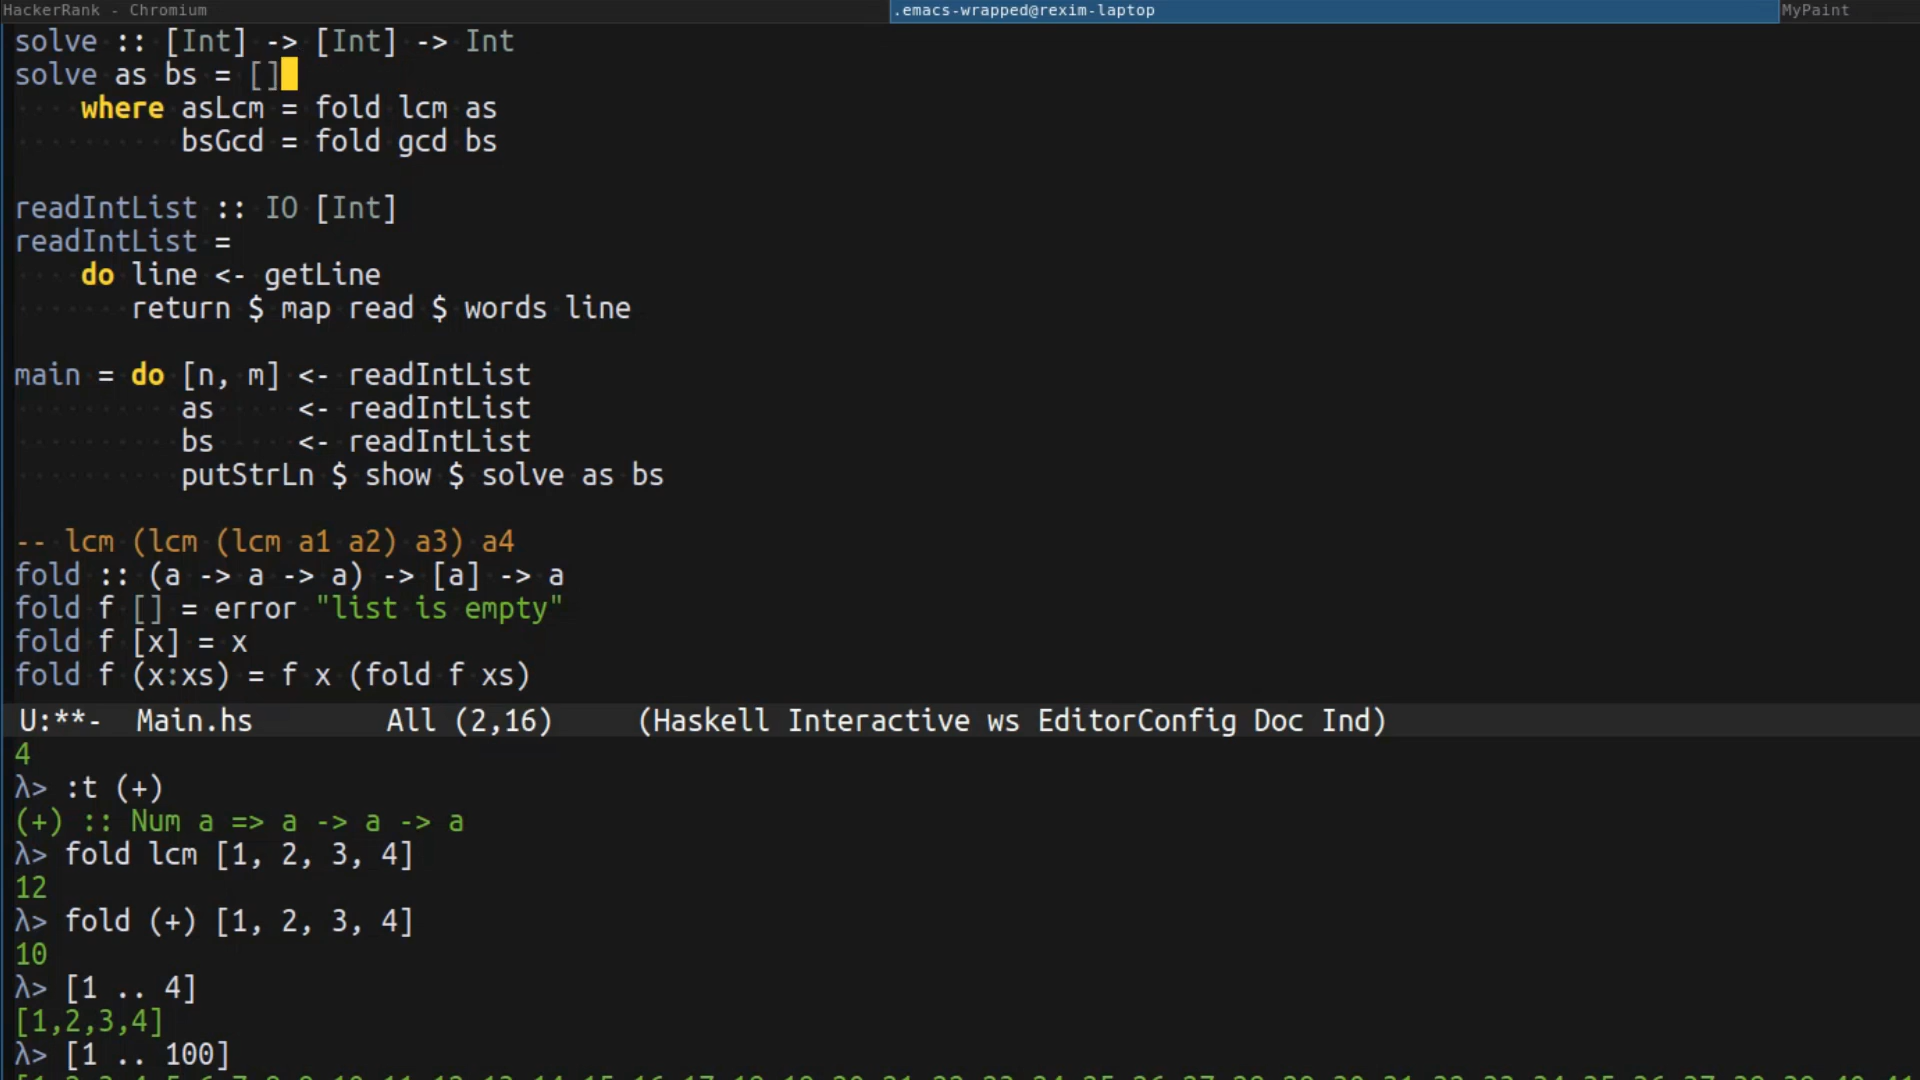 HackerRank - Chromium
.emacs-wrapped@rexim-laptop
MyPaint
solve :: [Int] -> [Int] -> Int
solve as bs = []
    where asLcm = fold lcm as
          bsGcd = fold gcd bs

readIntList :: IO [Int]
readIntList =
    do line <- getLine
       return $ map read $ words line

main = do [n, m] <- readIntList
          as     <- readIntList
          bs     <- readIntList
          putStrLn $ show $ solve as bs

-- lcm (lcm (lcm a1 a2) a3) a4
fold :: (a -> a -> a) -> [a] -> a
fold f [] = error "list is empty"
fold f [x] = x
fold f (x:xs) = f x (fold f xs)
U:**-  Main.hs        All (2,16)     (Haskell Interactive ws EditorConfig Doc Ind)
4
λ> :t (+)
(+) :: Num a => a -> a -> a
λ> fold lcm [1, 2, 3, 4]
12
λ> fold (+) [1, 2, 3, 4]
10
λ> [1 .. 4]
[1,2,3,4]
λ> [1 .. 100]